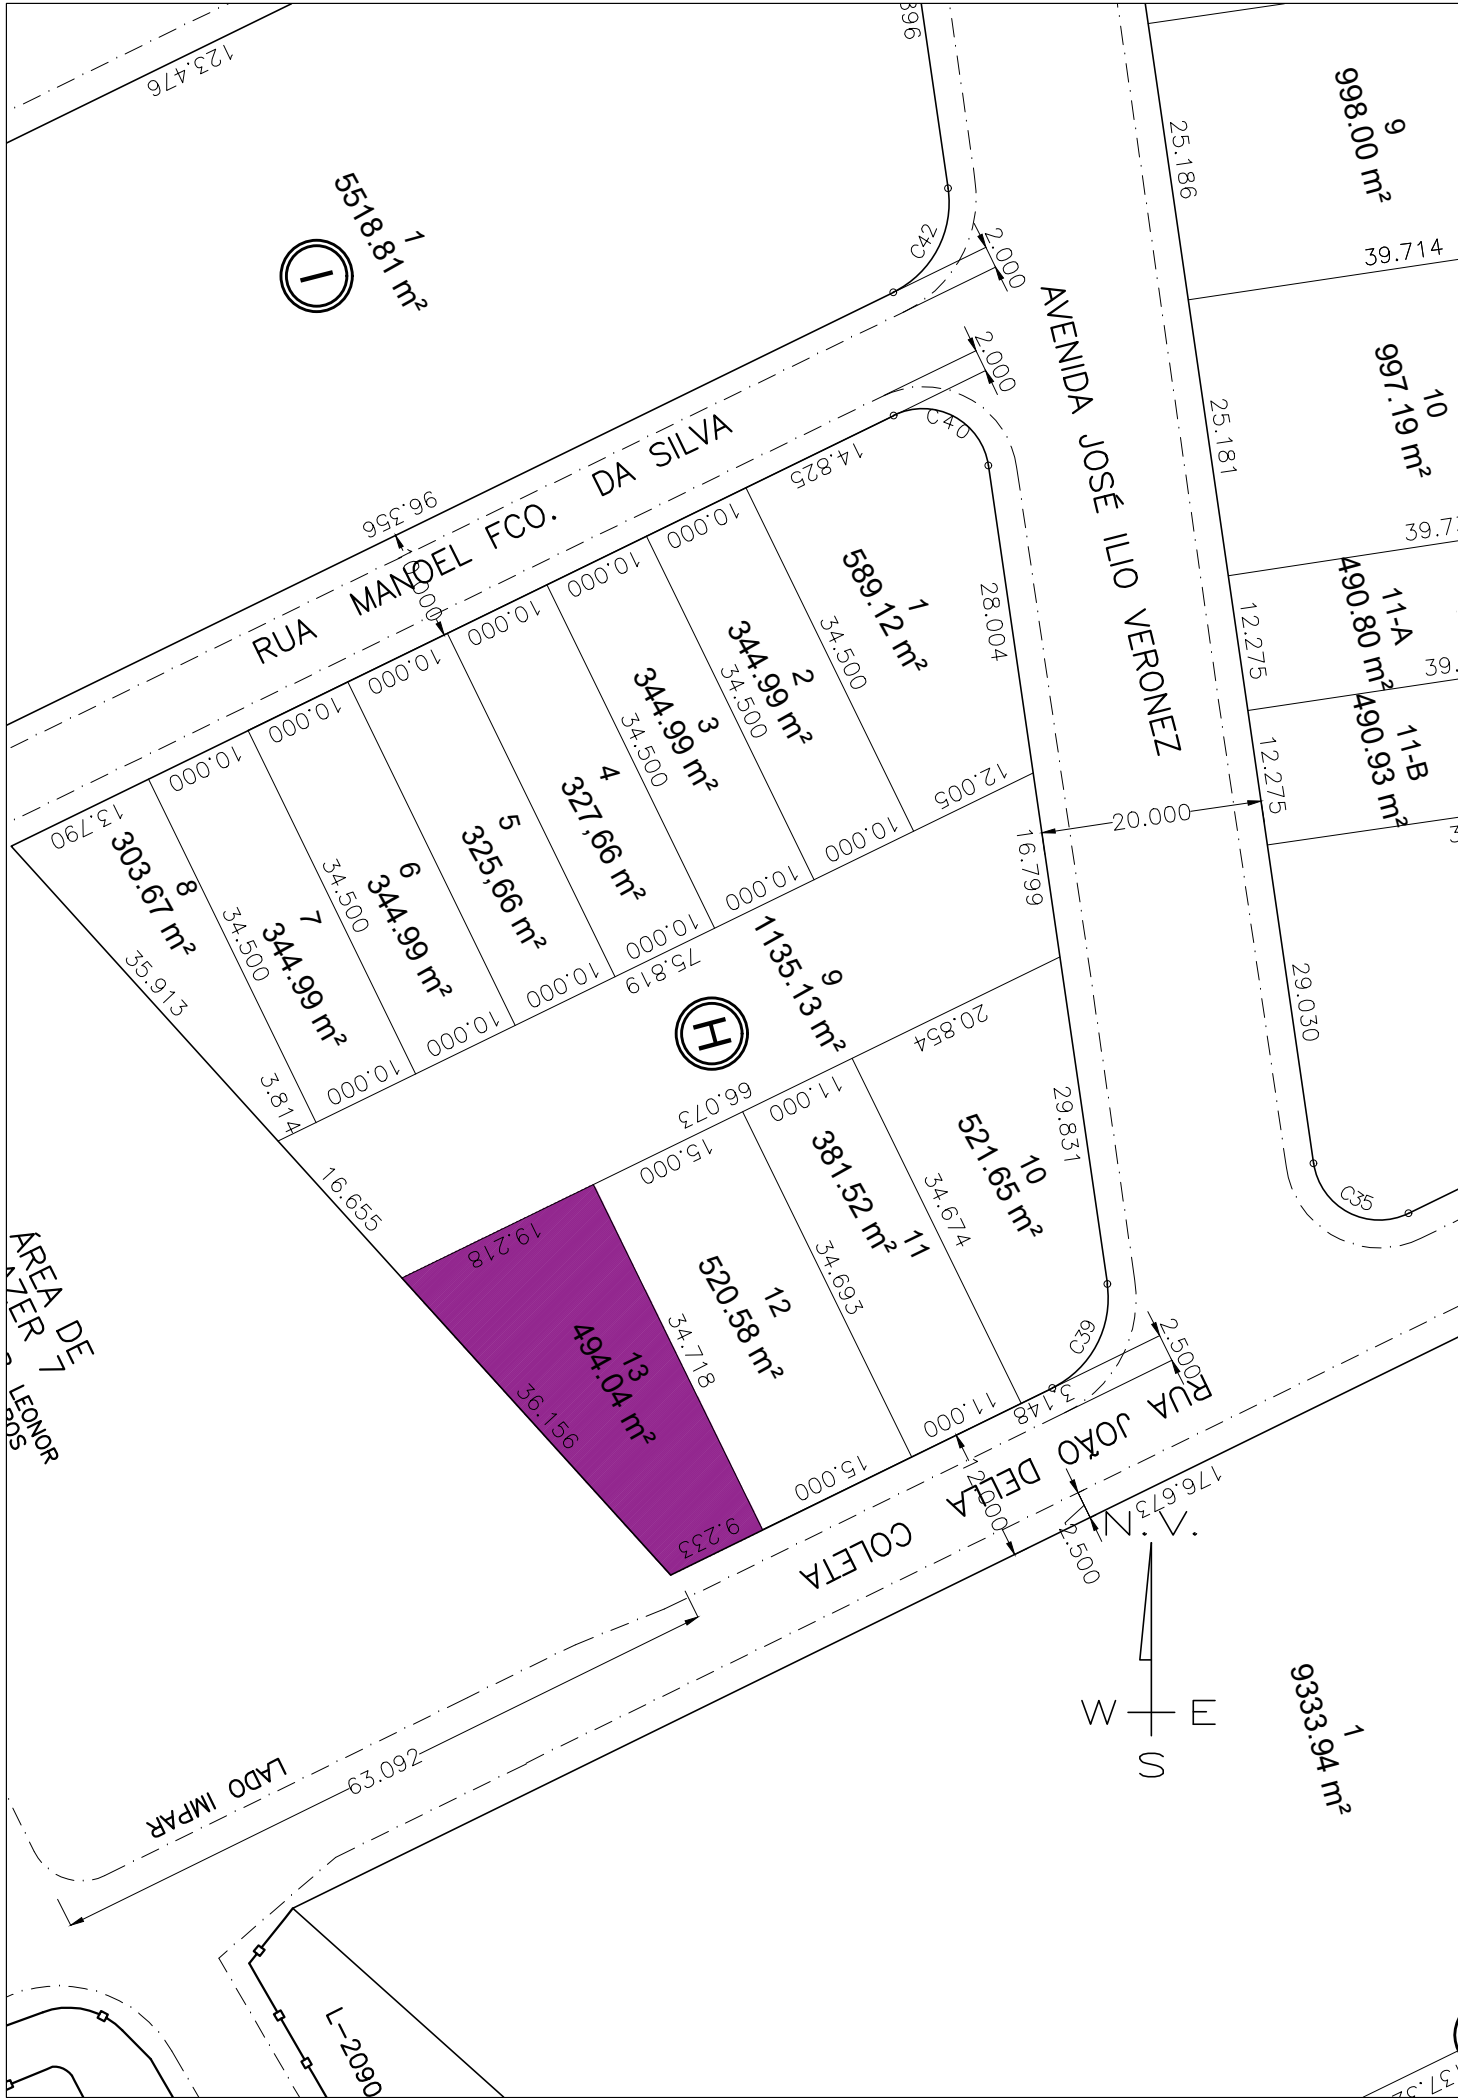 123.476
1
5518.81 m²
I
C42
2.000
2.000
25.186
9
998.00 m²
39.714
10
997.19 m²
25.181
AVENIDA JOSÉ ILIO VERONEZ
11-A
490.80 m²
12.275
11-B
490.93 m²
12.275
20.000
29.030
C35
96.356
RUA MANOEL FCO. DA SILVA
14.825
C40
28.004
1
589.12 m²
34.500
12.005
10.000
2
344.99 m²
34.500
10.000
10.000
3
344.99 m²
34.500
10.000
10.000
4
327,66 m²
10.000
10.000
5
325,66 m²
10.000
10.000
6
344.99 m²
34.500
10.000
10.000
7
344.99 m²
34.500
10.000
13.790
8
303.67 m²
35.913
3.814
16.799
75.819
9
1135.13 m²
H
66.073
16.655
20.854
29.831
10
521.65 m²
34.674
C39
3.148
11.000
11
381.52 m²
34.693
11.000
15.000
12
520.58 m²
34.718
15.000
19.218
13
494.04 m²
36.156
9.233
2.500
RUA JOÃO DELLA COLETA
12.000
176.673
2.500
N.V.
W E
S
1
9333.94 m²
ÁREA DE
7
LEONOR
LADO IMPAR
63.092
L-2090